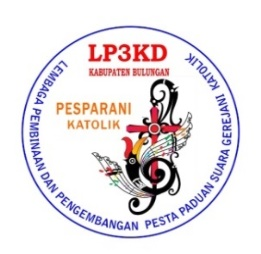 LP3KD
KABUPATEN BULUNGAN
PESPARANI
KATOLIK
LEMBAGA PEMBINAAN DAN PENGEMBANGAN PESTA PADUAN SUARA GEREJANI KATOLIK